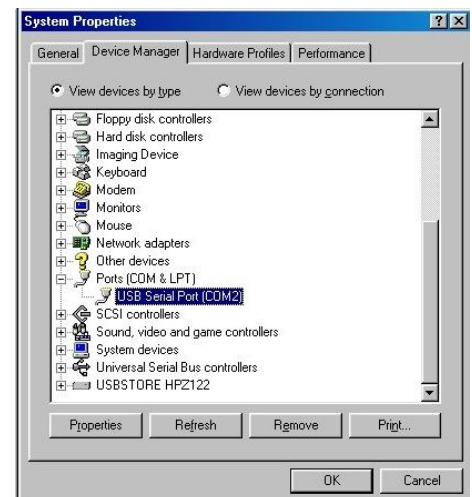 System Properties
General Device Manager Hardware Profiles Performance
View devices by type View devices by connection
Floppy disk controllers
Hard disk controllers
Imaging Device
Keyboard
Modem
Monitors
Mouse
Network adapters
Other devices
Ports (COM & LPT)
USB Serial Port (COM2)
SCSI controllers
Sound, video and game controllers
System devices
Universal Serial Bus controllers
USBSTORE HPZ122
Properties Refresh Remove Print...
OK Cancel